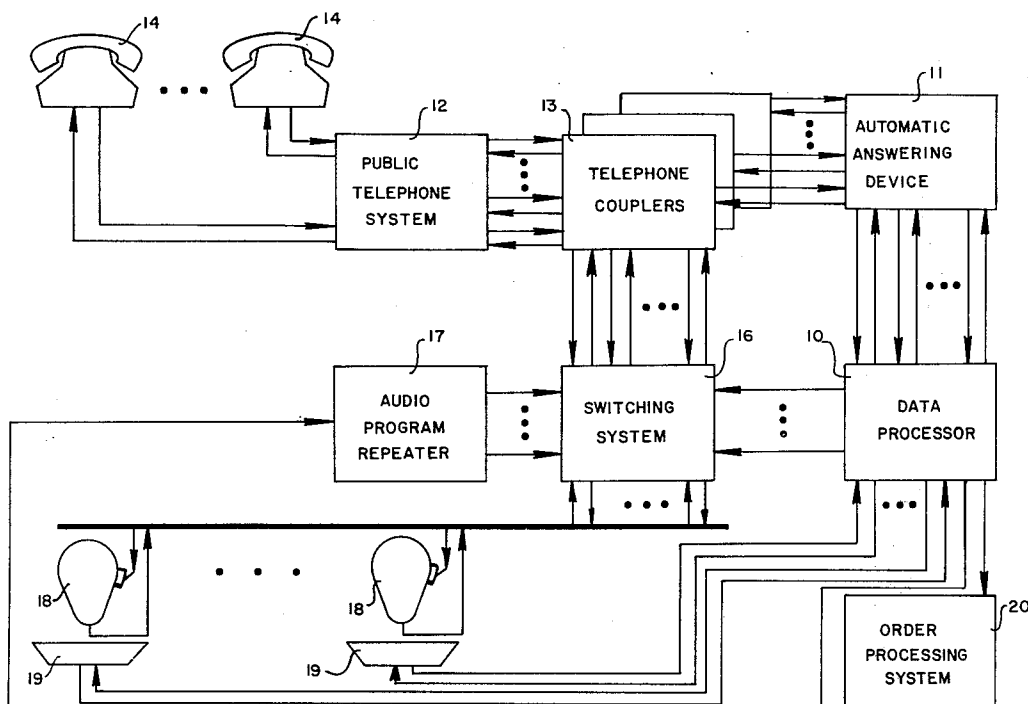 14
14
12
PUBLIC
TELEPHONE
SYSTEM
13
TELEPHONE
COUPLERS
11
AUTOMATIC
ANSWERING
DEVICE
17
AUDIO
PROGRAM
REPEATER
16
SWITCHING
SYSTEM
10
DATA
PROCESSOR
18
18
19
19
20
ORDER
PROCESSING
SYSTEM